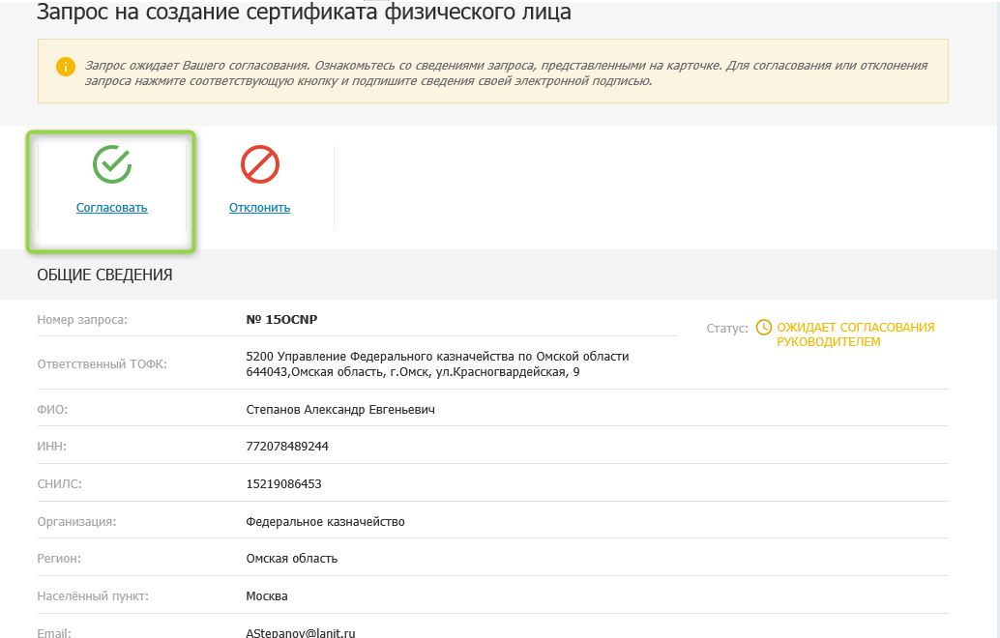 Запрос на создание сертификата физического лица
Запрос ожидает Вашего согласования. Ознакомьтесь со сведениями запроса, представленными на карточке. Для согласования или отклонения
запроса нажмите соответствующую кнопку и подпишите сведения своей электронной подписью.
Согласовать
Отклонить
ОБЩИЕ СВЕДЕНИЯ
Номер запроса: № 15OCNP
Статус: ОЖИДАЕТ СОГЛАСОВАНИЯ
РУКОВОДИТЕЛЕМ
Ответственный ТОФК: 5200 Управление Федерального казначейства по Омской области
644043,Омская область, г.Омск, ул.Красногвардейская, 9
ФИО: Степанов Александр Евгеньевич
ИНН: 772078489244
СНИЛС: 15219086453
Организация: Федеральное казначейство
Регион: Омская область
Населённый пункт: Москва
Email: AStepanov@lanit.ru